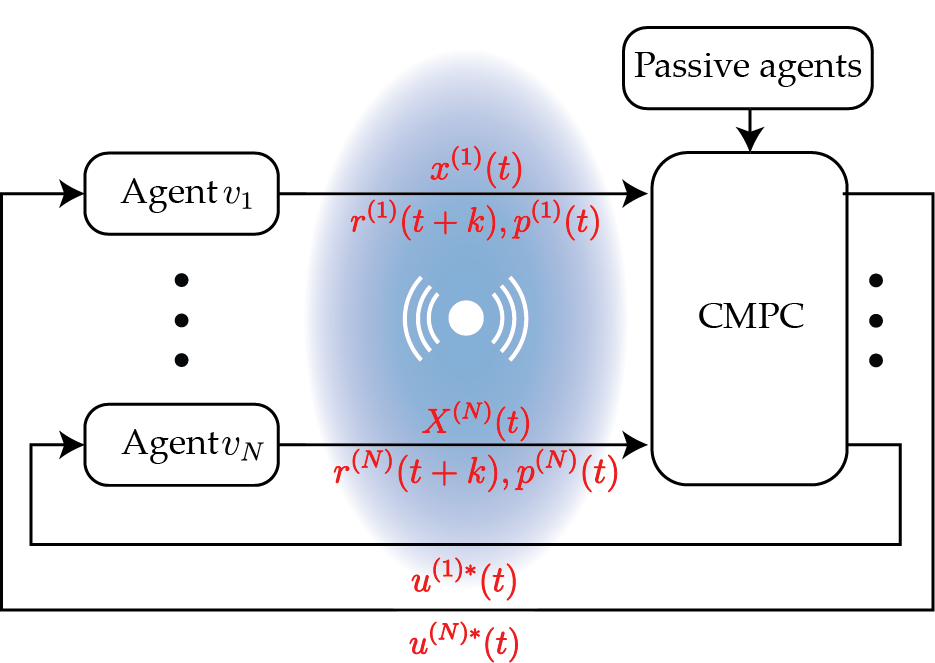 Passive agents
x^{(1)}(t)
Agent v_1
r^{(1)}(t + k), p^{(1)}(t)
CMPC
X^{(N)}(t)
Agent v_N
r^{(N)}(t + k), p^{(N)}(t)
u^{(1)*}(t)
u^{(N)*}(t)